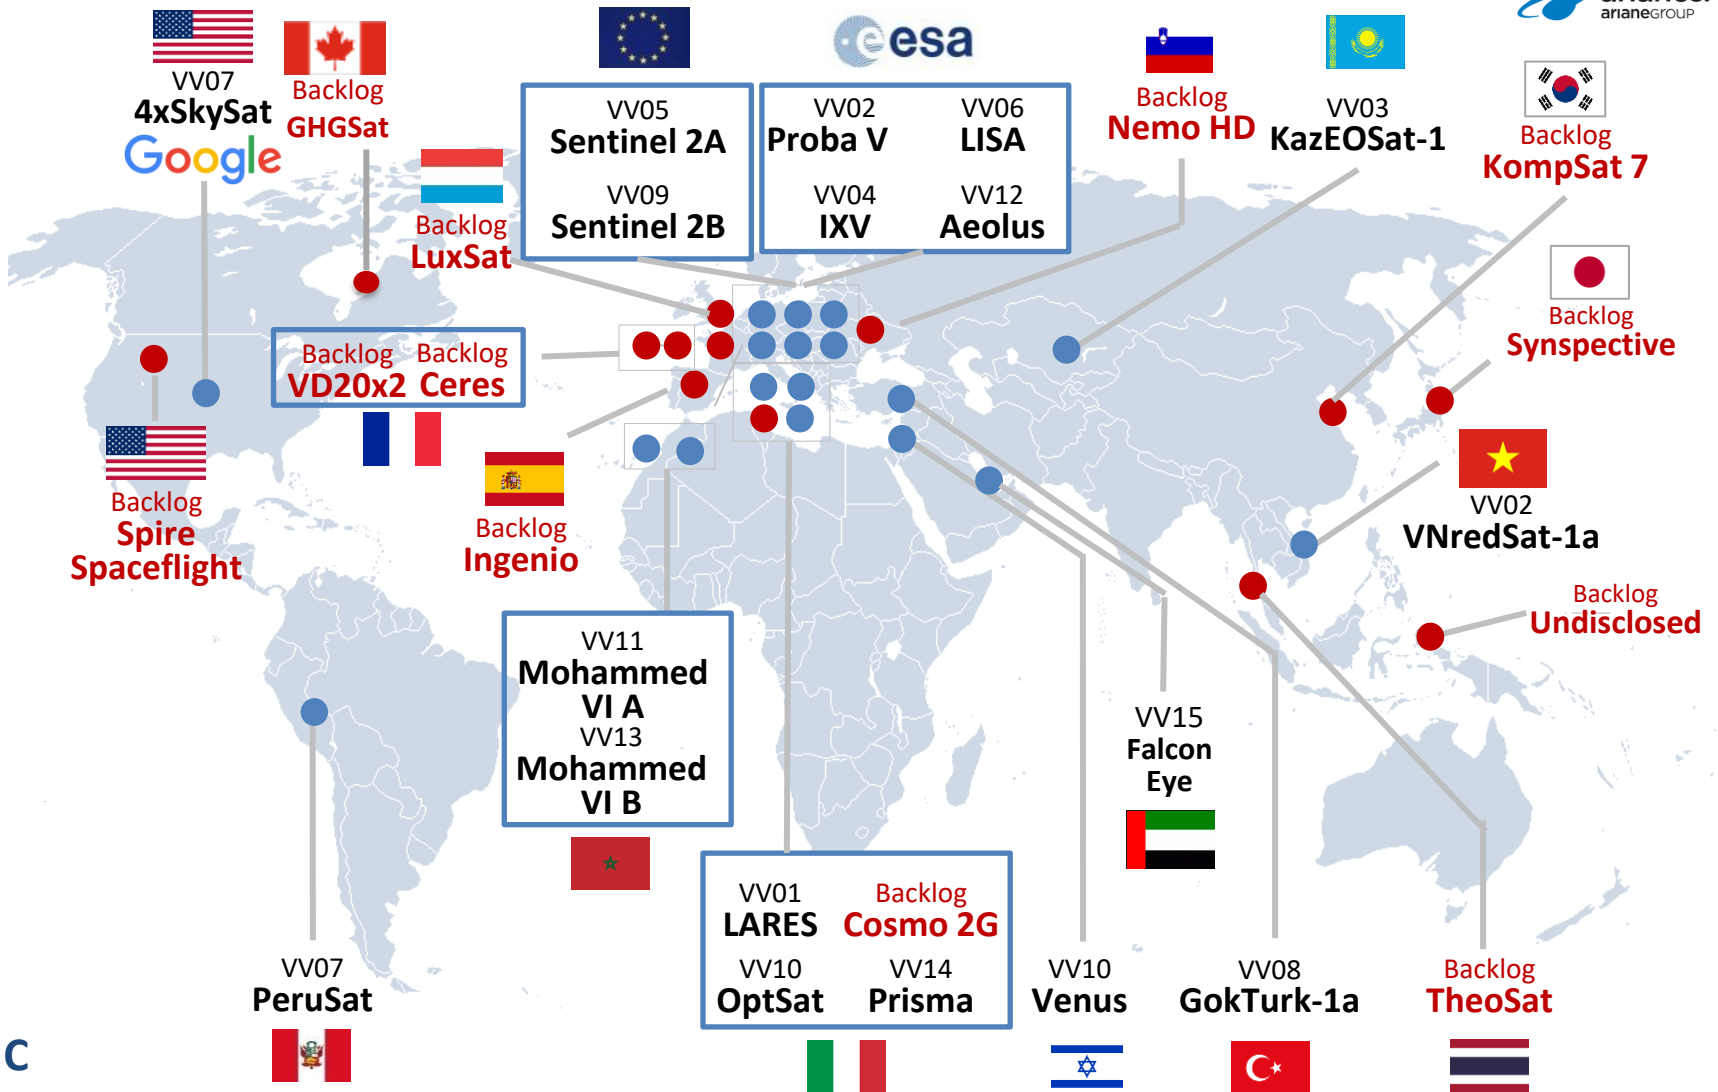 arianeGROUP
VV07
4xSkySat
Google
Backlog
GHGSat
Backlog
LuxSat
VV05
Sentinel 2A
VV09
Sentinel 2B
esa
VV02
Proba V
VV06
LISA
VV04
IXV
VV12
Aeolus
Backlog
Nemo HD
VV03
KazEOSat-1
Backlog
KompSat 7
Backlog
Synspective
Backlog Backlog
VD20x2 Ceres
Backlog
Spire
Spaceflight
Backlog
Ingenio
VV02
VNredSat-1a
Backlog
Undisclosed
VV11
Mohammed
VI A
VV13
Mohammed
VI B
VV15
Falcon
Eye
VV07
PeruSat
VV01
LARES
Backlog
Cosmo 2G
VV10
OptSat
VV14
Prisma
VV10
Venus
VV08
GokTurk-1a
Backlog
TheoSat
C